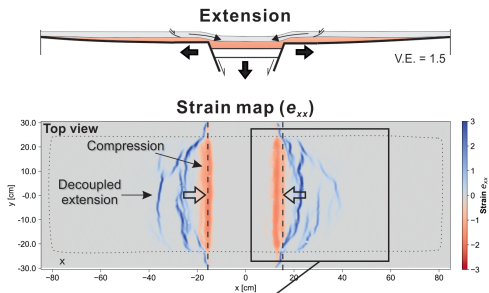 Extension
V.E. = 1.5
Strain map (exx)
30.0
20.0
10.0
-0.0
-10.0
-20.0
-30.0
y [cm]
Top view
Compression
Decoupled
extension
x
-80
-60
-40
-20
0
20
40
60
80
x [cm]
3
2
1
0
−1
−2
−3
Strain exx